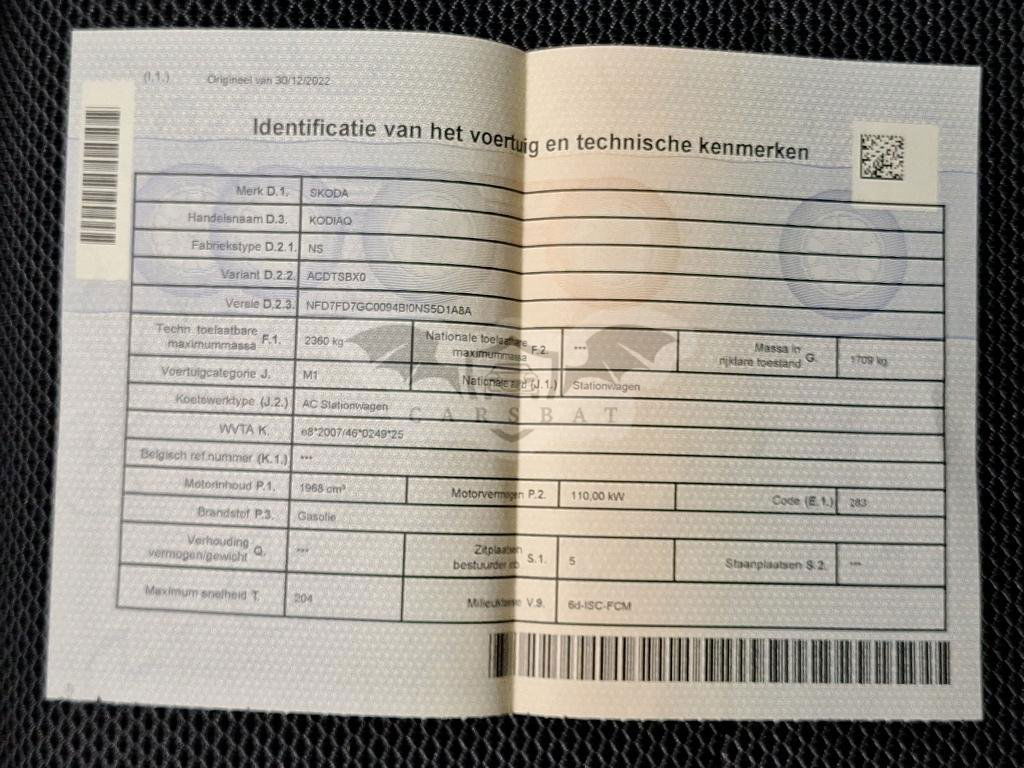 (I.1.) Origineel van 30/12/2022
Identificatie van het voertuig en technische kenmerken
Merk D.1. SKODA
Handelsnaam D.3. KODIAQ
Fabriekstype D.2.1. NS
Variant D.2.2. ACDTSBX0
Versie D.2.3. NFD7FD7GC0094BI0NS5D1A8A
Techn. toelaatbare maximummassa F.1. 2360 kg Nationale toelaatbare maximummassa F.2. *** Massa in rijklare toestand G. 1709 kg
Voertuigcategorie J. M1 Nationale aard (J.1.) Stationwagen
Koetswerktype (J.2.) AC Stationwagen
CARSBAT
WVTA K. e8*2007/46*0249*25
Belgisch ref.nummer (K.1.) ***
Motorinhoud P.1. 1968 cm³ Motorvermogen P.2. 110,00 kW Code (E.1.) 283
Brandstof P.3. Gasolie
Verhouding vermogen/gewicht Q. *** Zitplaatsen bestuurder S.1. 5 Staanplaatsen S.2. ***
Maximum snelheid T. 204 Milieuklasse V.9. 6d-ISC-FCM